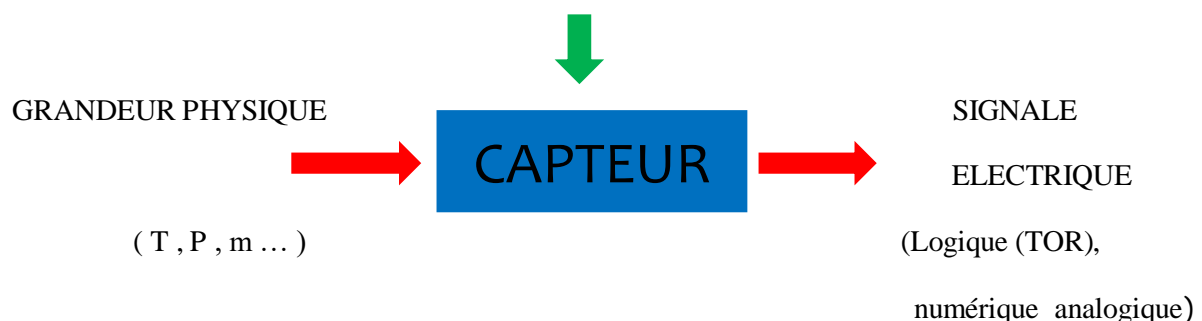 GRANDEUR PHYSIQUE
( T , P , m … )
CAPTEUR
SIGNALE
ELECTRIQUE
(Logique (TOR),
numérique analogique)